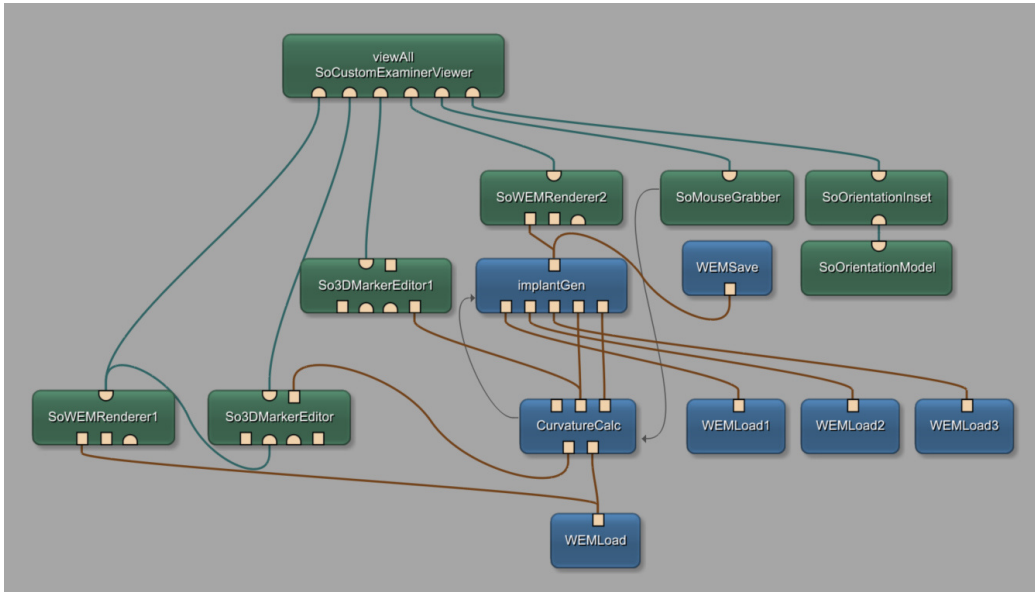 viewAll
SoCustomExaminerViewer
SoWEMRenderer2
SoMouseGrabber
SoOrientationInset
So3DMarkerEditor1
implantGen
WEMSave
SoOrientationModel
SoWEMRenderer1
So3DMarkerEditor
CurvatureCalc
WEMLoad1
WEMLoad2
WEMLoad3
WEMLoad